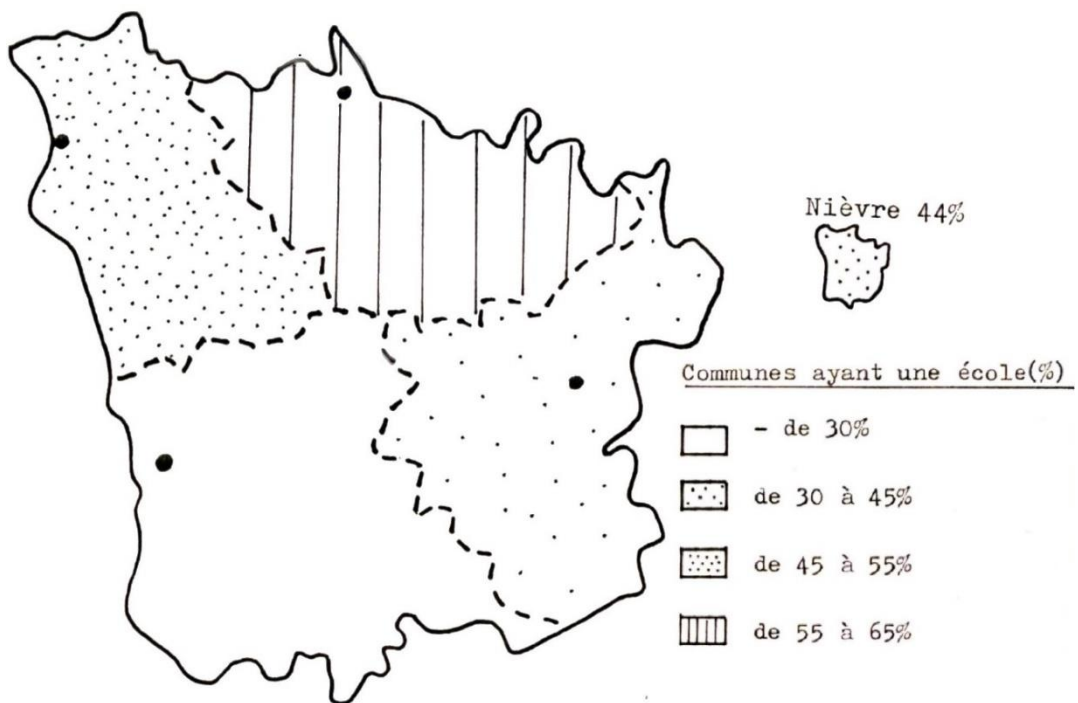 Nièvre 44%
Communes ayant une école(%)
- de 30%
de 30 à 45%
de 45 à 55%
de 55 à 65%